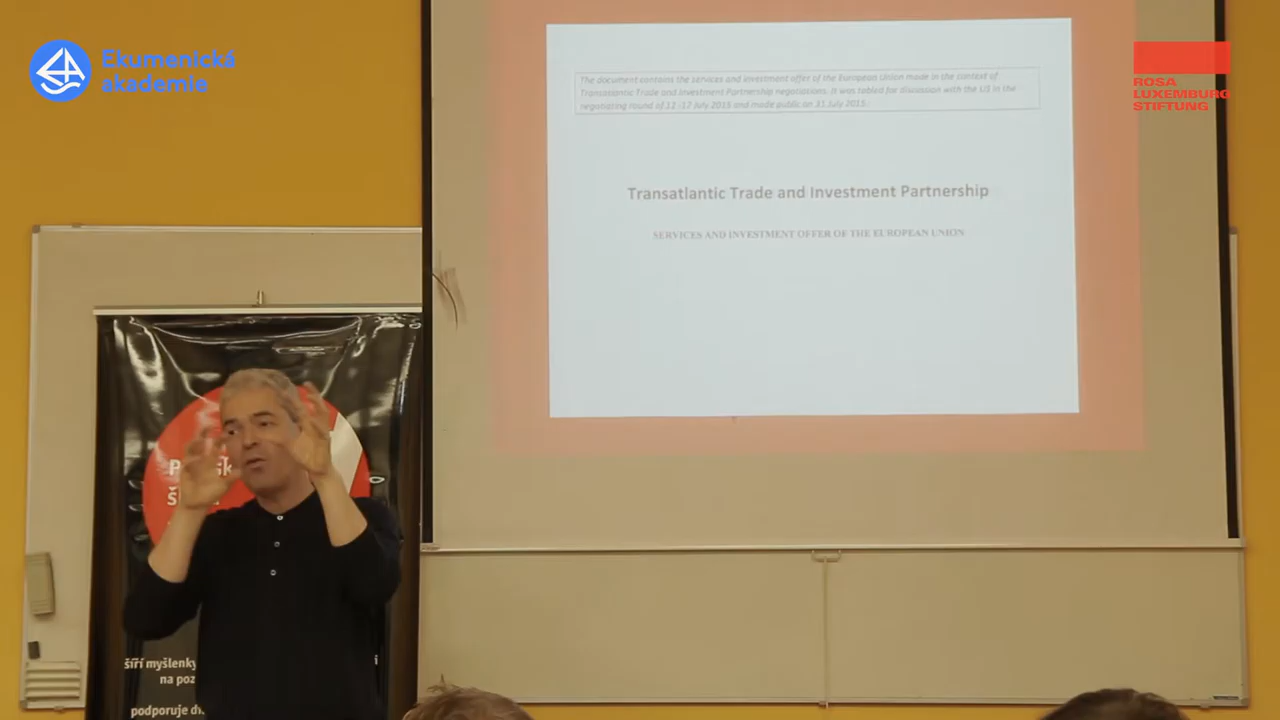 Ekumenická
akademie
ROSA
LUXEMBURG
STIFTUNG
The document contains the services and investment offer of the European Union made in the context of
Transatlantic Trade and Investment Partnership negotiations. It was tabled for discussion with the US in the
negotiating round of 12 -17 July 2015 and made public on 31 July 2015.
Transatlantic Trade and Investment Partnership
SERVICES AND INVESTMENT OFFER OF THE EUROPEAN UNION
šíří myšlenky
na poz
podporuje